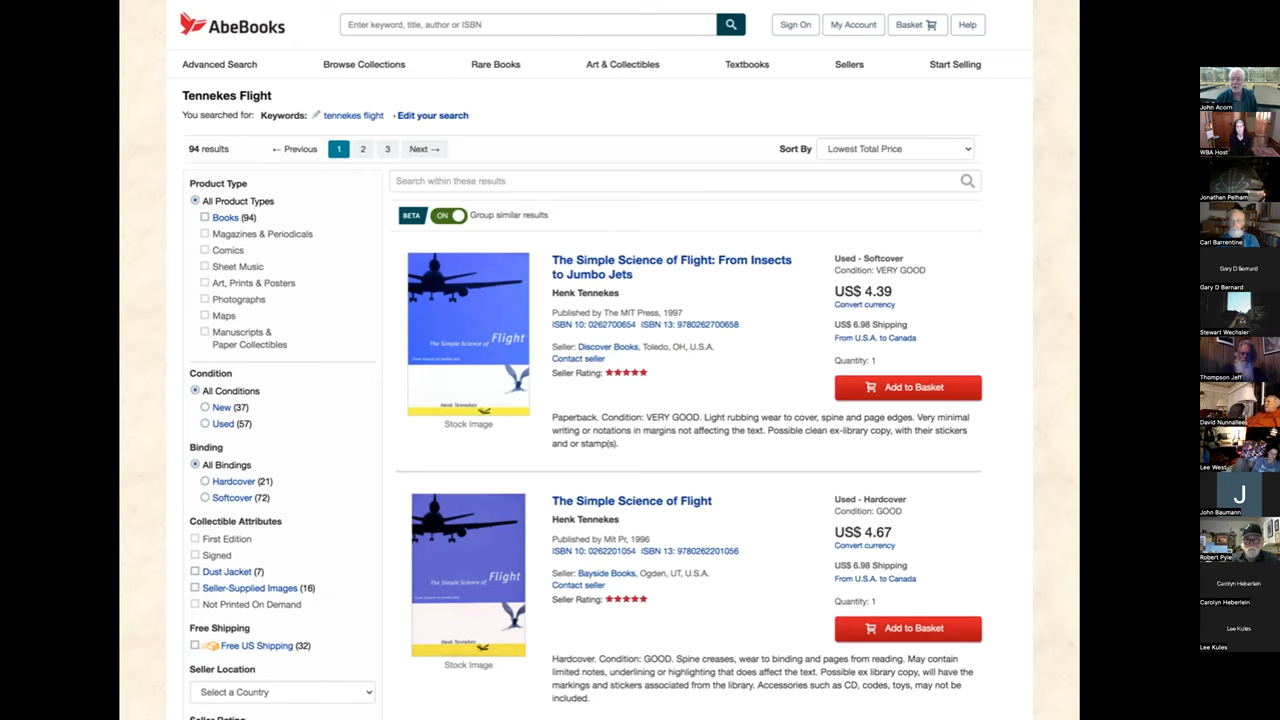 AbeBooks
Enter keyword, title, author or ISBN
Sign On
My Account
Basket
Help
Advanced Search
Browse Collections
Rare Books
Art & Collectibles
Textbooks
Sellers
Start Selling
Tennekes Flight
You searched for: Keywords: tennekes flight › Edit your search
94 results
← Previous 1 2 3 Next →
Sort By Lowest Total Price
Product Type
All Product Types
Books (94)
Magazines & Periodicals
Comics
Sheet Music
Art, Prints & Posters
Photographs
Maps
Manuscripts &
Paper Collectibles
Condition
All Conditions
New (37)
Used (57)
Binding
All Bindings
Hardcover (21)
Softcover (72)
Collectible Attributes
First Edition
Signed
Dust Jacket (7)
Seller-Supplied Images (16)
Not Printed On Demand
Free Shipping
Free US Shipping (32)
Seller Location
Select a Country
Seller Rating
Search within these results
BETA ON Group similar results
The Simple Science of Flight
Henk Tennekes
Stock Image
The Simple Science of Flight: From Insects
to Jumbo Jets
Henk Tennekes
Published by The MIT Press, 1997
ISBN 10: 0262700654 ISBN 13: 9780262700658
Seller: Discover Books, Toledo, OH, U.S.A.
Contact seller
Seller Rating:
Used - Softcover
Condition: VERY GOOD
US$ 4.39
Convert currency
US$ 6.98 Shipping
From U.S.A. to Canada
Quantity: 1
Add to Basket
Paperback. Condition: VERY GOOD. Light rubbing wear to cover, spine and page edges. Very minimal
writing or notations in margins not affecting the text. Possible clean ex-library copy, with their stickers
and or stamp(s).
The Simple Science of Flight
Henk Tennekes
Stock Image
The Simple Science of Flight
Henk Tennekes
Published by Mit Pr, 1996
ISBN 10: 0262201054 ISBN 13: 9780262201056
Seller: Bayside Books, Ogden, UT, U.S.A.
Contact seller
Seller Rating:
Used - Hardcover
Condition: GOOD
US$ 4.67
Convert currency
US$ 6.98 Shipping
From U.S.A. to Canada
Quantity: 1
Add to Basket
Hardcover. Condition: GOOD. Spine creases, wear to binding and pages from reading. May contain
limited notes, underlining or highlighting that does affect the text. Possible ex library copy, will have the
markings and stickers associated from the library. Accessories such as CD, codes, toys, may not be
included.
John Acorn
WBA Host
Jonathan Pelham
Carl Barrentine
Gary D Bernard
Gary D Bernard
Stewart Wechsler
Thompson Jeff
David Nunnallee
Lee West
J
John Baumann
Robert Pyle
Carolyn Heberlein
Carolyn Heberlein
Lee Kules
Lee Kules